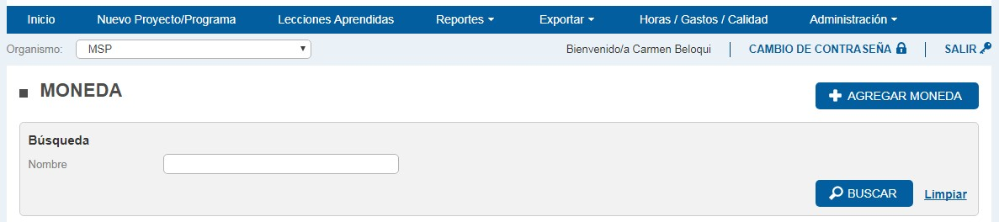 Inicio Nuevo Proyecto/Programa Lecciones Aprendidas Reportes Exportar Horas / Gastos / Calidad Administración
Organismo: MSP Bienvenido/a Carmen Beloqui CAMBIO DE CONTRASEÑA SALIR
MONEDA
AGREGAR MONEDA
Búsqueda
Nombre
BUSCAR Limpiar